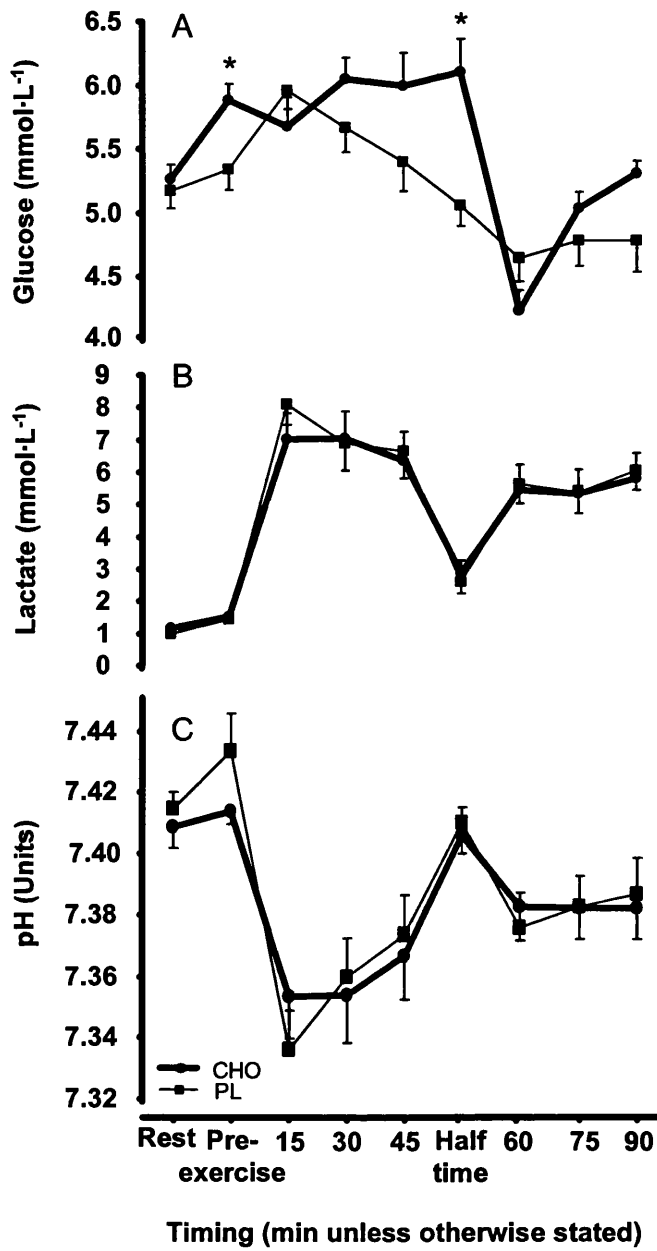 A
Glucose (mmol·L-1)
6.5
6.0
5.5
5.0
4.5
4.0
*
*
B
Lactate (mmol·L-1)
9
8
7
6
5
4
3
2
1
0
C
pH (Units)
7.44
7.42
7.40
7.38
7.36
7.34
7.32
CHO
PL
Rest Pre- 15 30 45 Half 60 75 90
exercise time
Timing (min unless otherwise stated)